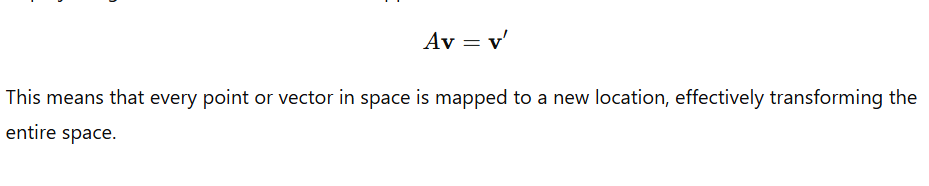 Av = v′
This means that every point or vector in space is mapped to a new location, effectively transforming the
entire space.